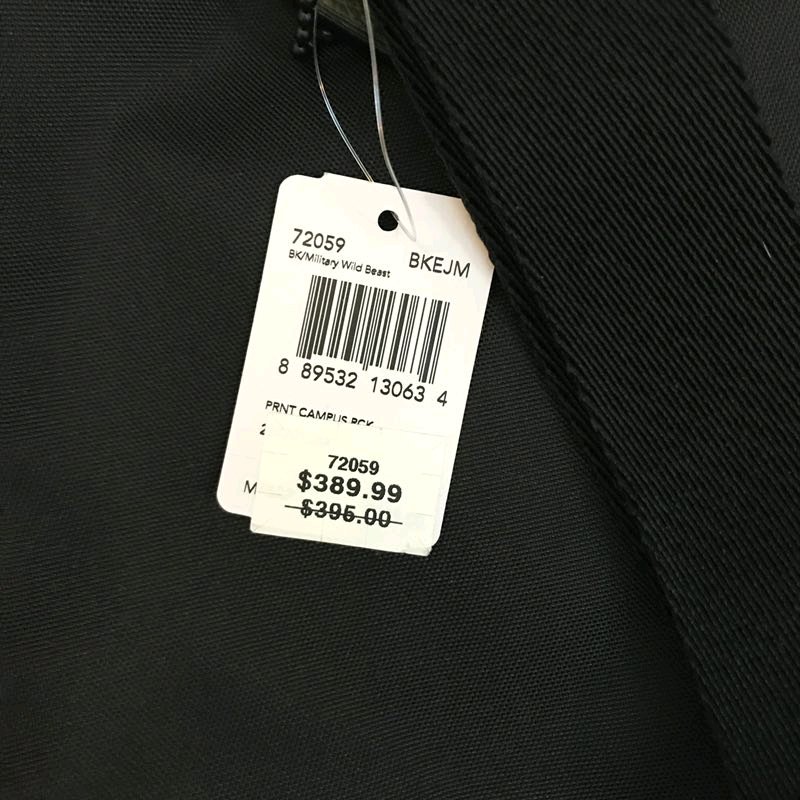 72059
BK/Military Wild Beast
BKEJM
8 89532 13063 4
PRNT CAMPUS BCK
72059
$389.99
$395.00